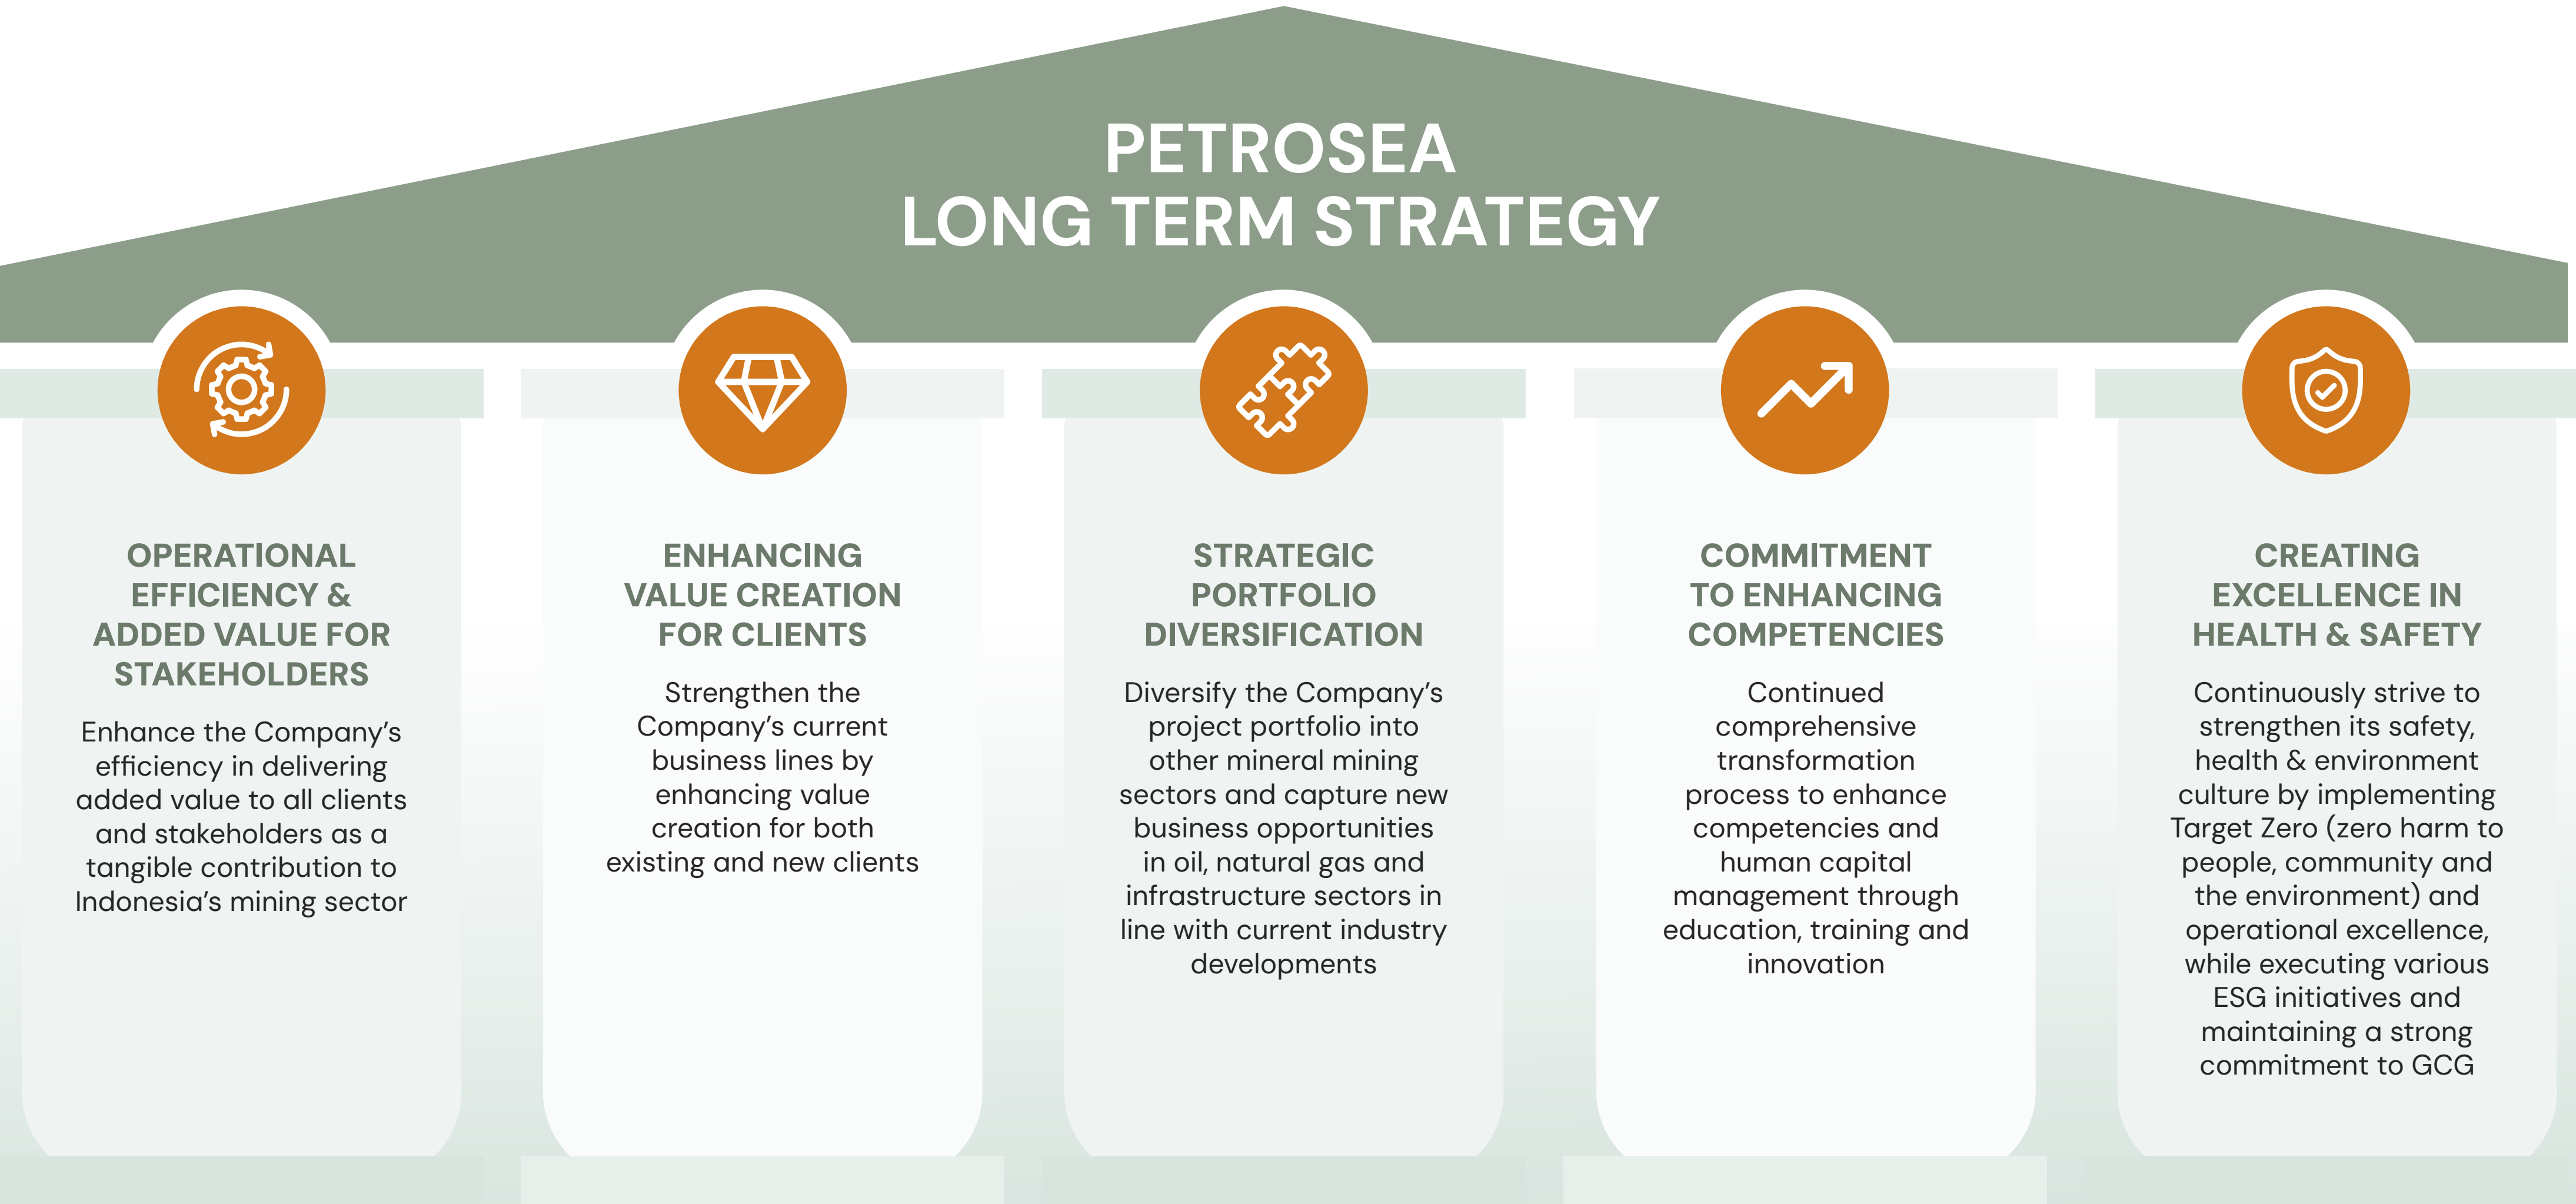 PETROSEA
LONG TERM STRATEGY
OPERATIONAL
EFFICIENCY &
ADDED VALUE FOR
STAKEHOLDERS
Enhance the Company’s
efficiency in delivering
added value to all clients
and stakeholders as a
tangible contribution to
Indonesia’s mining sector
ENHANCING
VALUE CREATION
FOR CLIENTS
Strengthen the
Company’s current
business lines by
enhancing value
creation for both
existing and new clients
STRATEGIC
PORTFOLIO
DIVERSIFICATION
Diversify the Company’s
project portfolio into
other mineral mining
sectors and capture new
business opportunities
in oil, natural gas and
infrastructure sectors in
line with current industry
developments
COMMITMENT
TO ENHANCING
COMPETENCIES
Continued
comprehensive
transformation
process to enhance
competencies and
human capital
management through
education, training and
innovation
CREATING
EXCELLENCE IN
HEALTH & SAFETY
Continuously strive to
strengthen its safety,
health & environment
culture by implementing
Target Zero (zero harm to
people, community and
the environment) and
operational excellence,
while executing various
ESG initiatives and
maintaining a strong
commitment to GCG